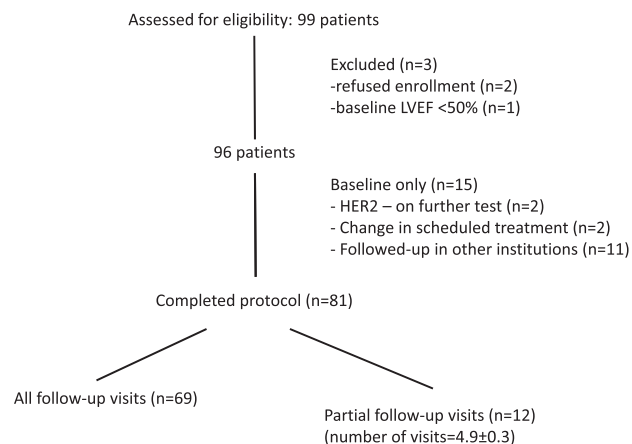 Assessed for eligibility: 99 patients
Excluded (n=3)
-refused enrollment (n=2)
-baseline LVEF <50% (n=1)
96 patients
Baseline only (n=15)
- HER2 – on further test (n=2)
- Change in scheduled treatment (n=2)
- Followed-up in other institutions (n=11)
Completed protocol (n=81)
All follow-up visits (n=69)
Partial follow-up visits (n=12)
(number of visits=4.9±0.3)